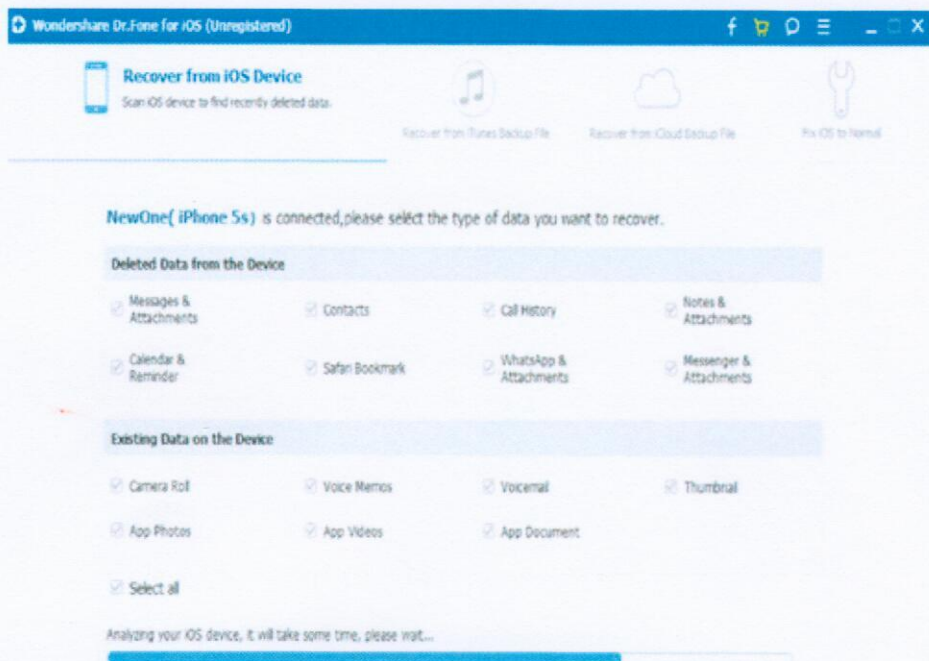 Wondershare Dr.Fone for iOS (Unregistered)
Recover from iOS Device
Scan iOS device to find recently deleted data.
Recover from iTunes Backup File
Recover from iCloud Backup File
Fix iOS to Normal
NewOne( iPhone 5s) is connected,please select the type of data you want to recover.
Deleted Data from the Device
Messages & Attachments
Contacts
Call History
Notes & Attachments
Calendar & Reminder
Safari Bookmark
WhatsApp & Attachments
Messenger & Attachments
Existing Data on the Device
Camera Roll
Voice Memos
Voicemail
Thumbnail
App Photos
App Videos
App Document
Select all
Analyzing your iOS device, it will take some time, please wait...